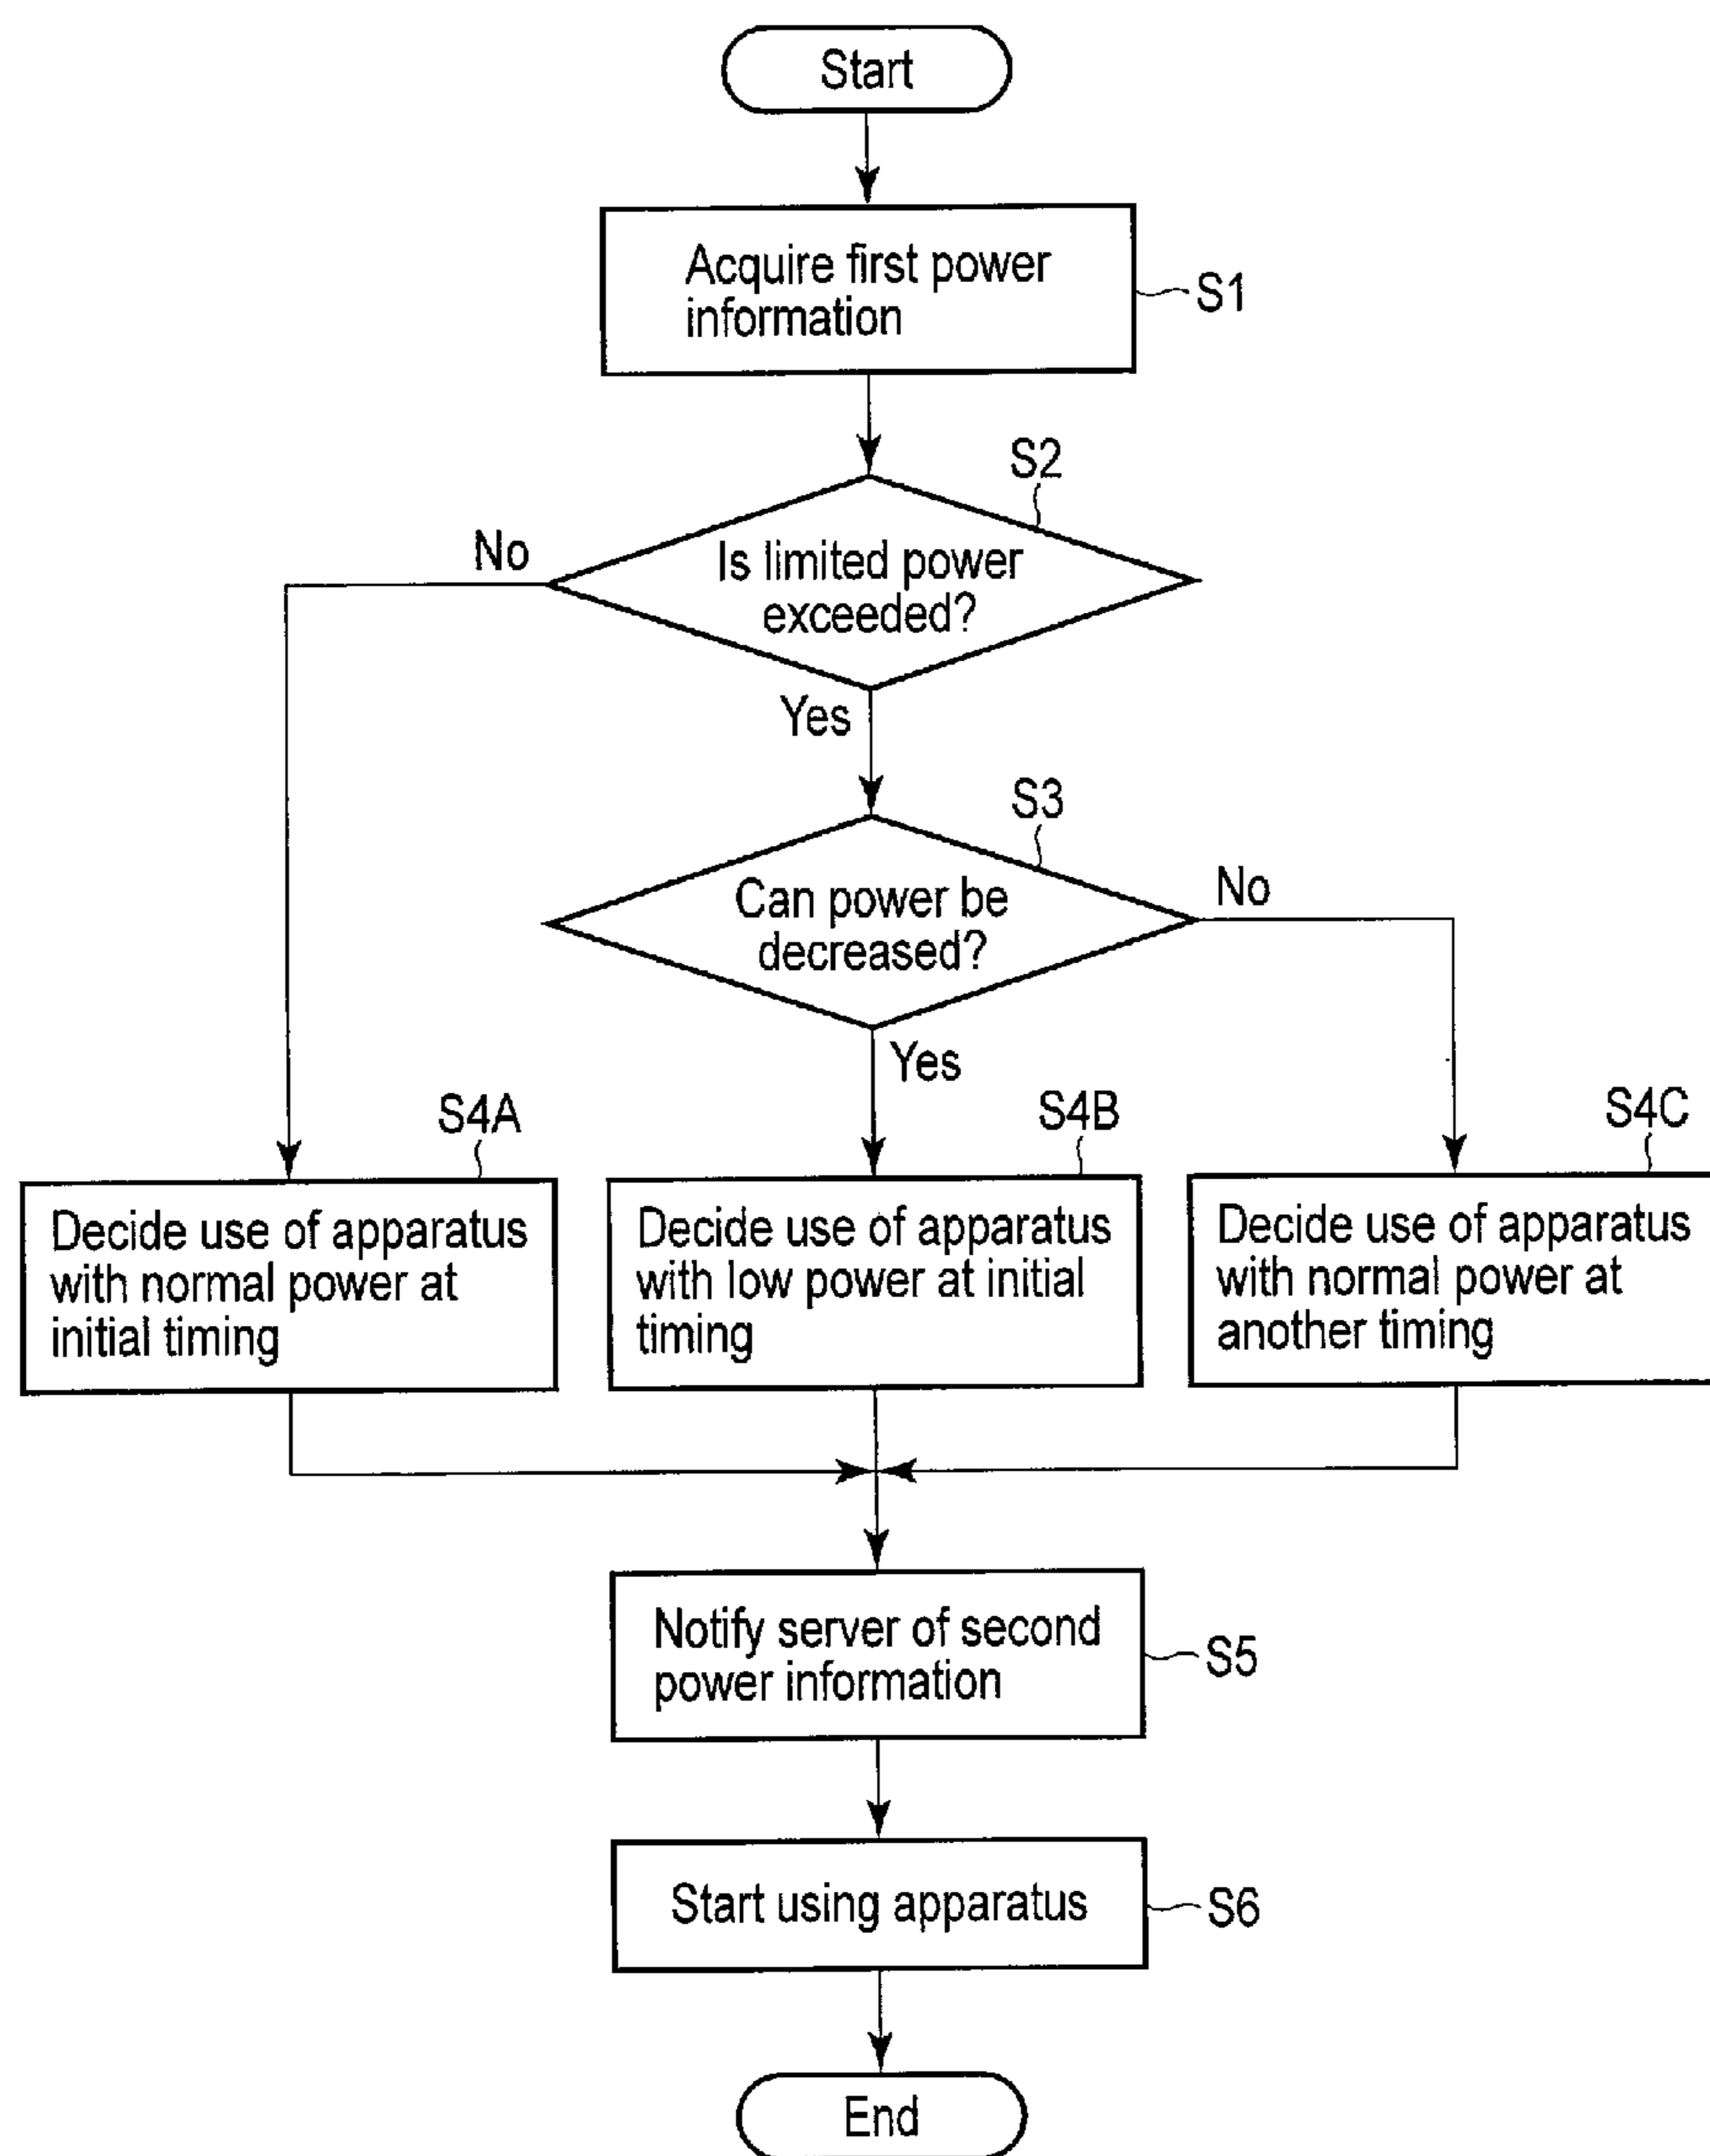 Start
Acquire first power
information
S1
S2
Is limited power
exceeded?
No
Yes
S3
Can power be
decreased?
No
Yes
S4A
Decide use of apparatus
with normal power at
initial timing
S4B
Decide use of apparatus
with low power at initial
timing
S4C
Decide use of apparatus
with normal power at
another timing
Notify server of second
power information
S5
Start using apparatus
S6
End